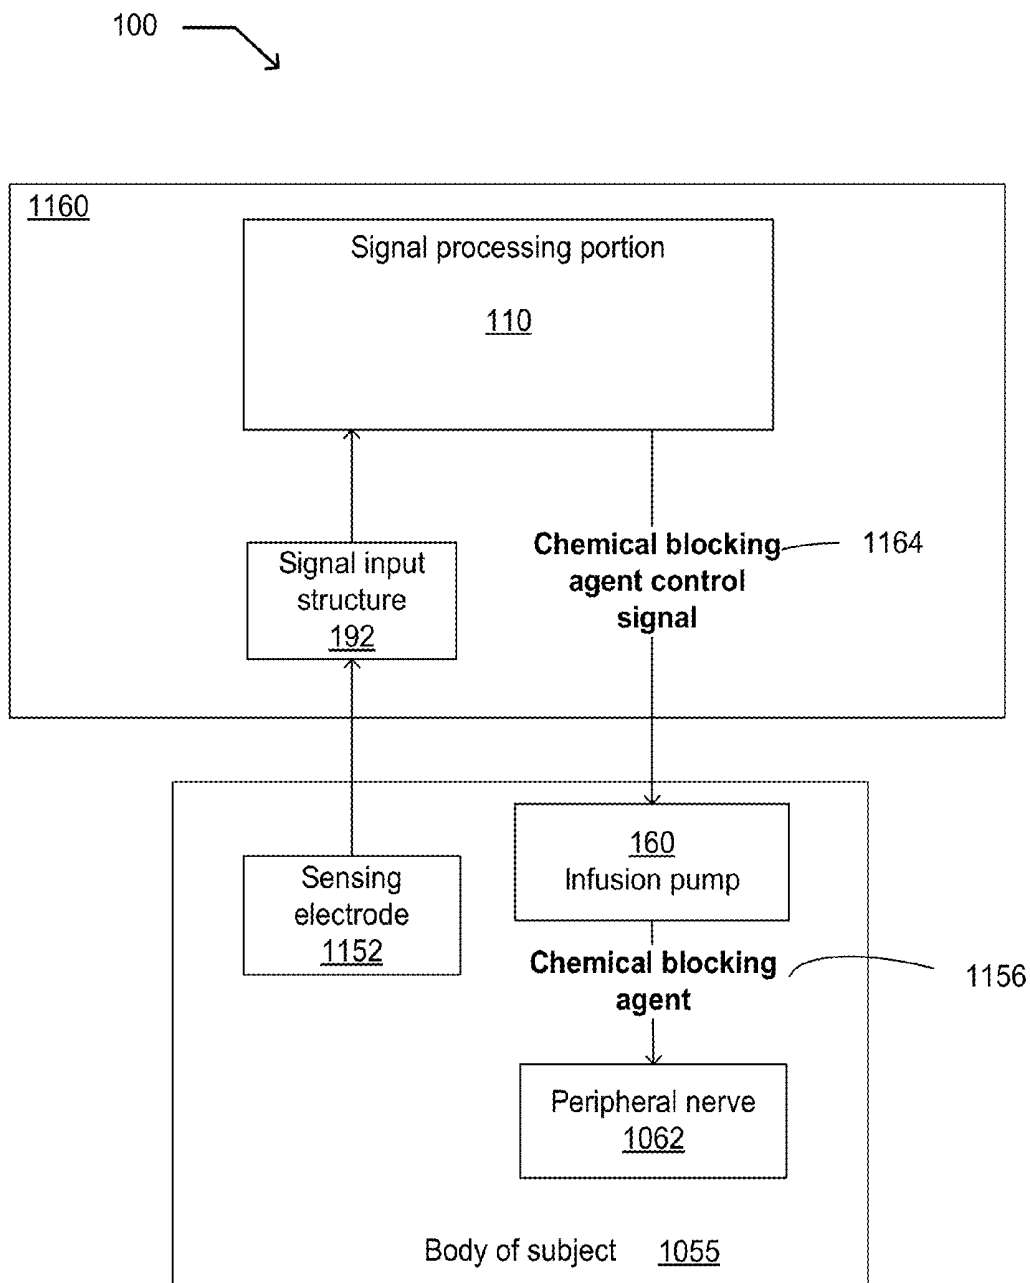 100
1160
Signal processing portion
110
Chemical blocking
agent control
signal
1164
Signal input
structure
192
160
Infusion pump
Sensing
electrode
1152
Chemical blocking
agent
1156
Peripheral nerve
1062
Body of subject 1055